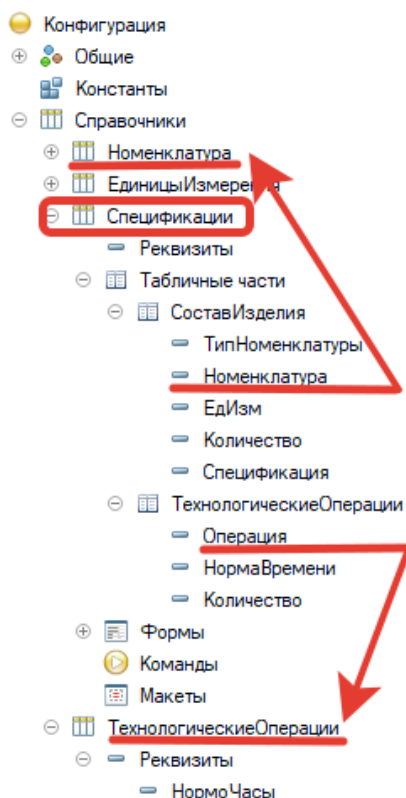 Конфигурация
Общие
Константы
Справочники
Номенклатура
ЕдиницыИзмерения
Спецификации
Реквизиты
Табличные части
СоставИзделия
ТипНоменклатуры
Номенклатура
ЕдИзм
Количество
Спецификация
ТехнологическиеОперации
Операция
НормаВремени
Количество
Формы
Команды
Макеты
ТехнологическиеОперации
Реквизиты
НормоЧасы